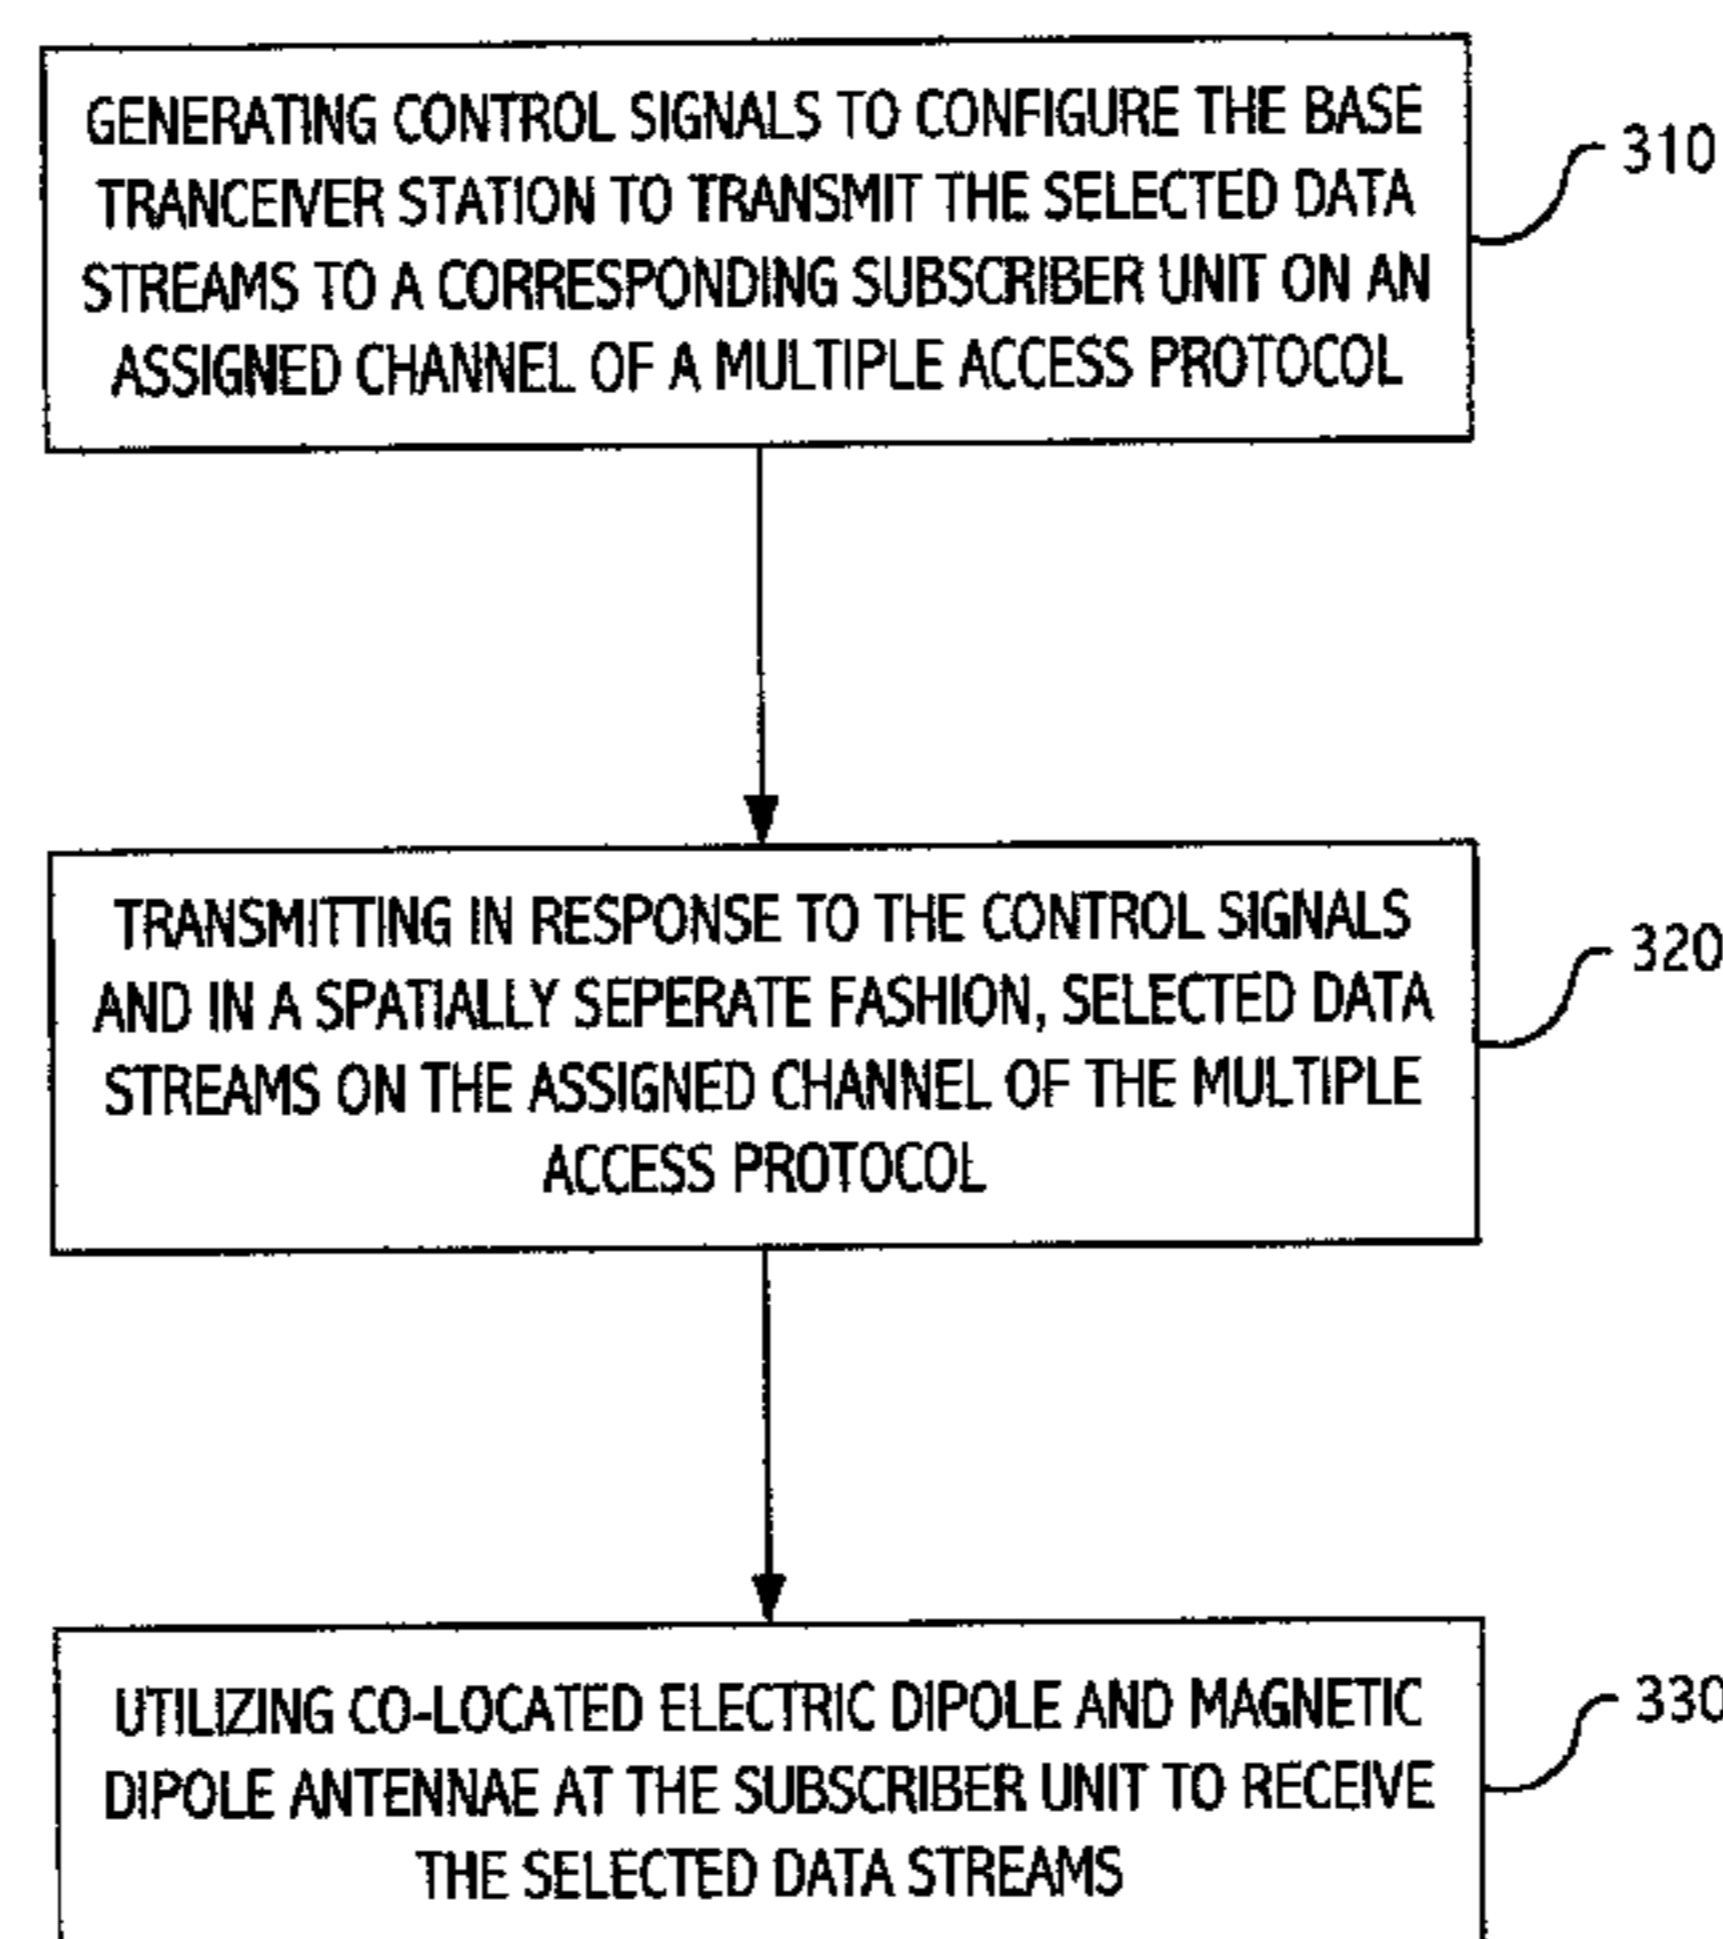 GENERATING CONTROL SIGNALS TO CONFIGURE THE BASE
TRANCEIVER STATION TO TRANSMIT THE SELECTED DATA
STREAMS TO A CORRESPONDING SUBSCRIBER UNIT ON AN
ASSIGNED CHANNEL OF A MULTIPLE ACCESS PROTOCOL
310
TRANSMITTING IN RESPONSE TO THE CONTROL SIGNALS
AND IN A SPATIALLY SEPERATE FASHION, SELECTED DATA
STREAMS ON THE ASSIGNED CHANNEL OF THE MULTIPLE
ACCESS PROTOCOL
320
UTILIZING CO-LOCATED ELECTRIC DIPOLE AND MAGNETIC
DIPOLE ANTENNAE AT THE SUBSCRIBER UNIT TO RECEIVE
THE SELECTED DATA STREAMS
330